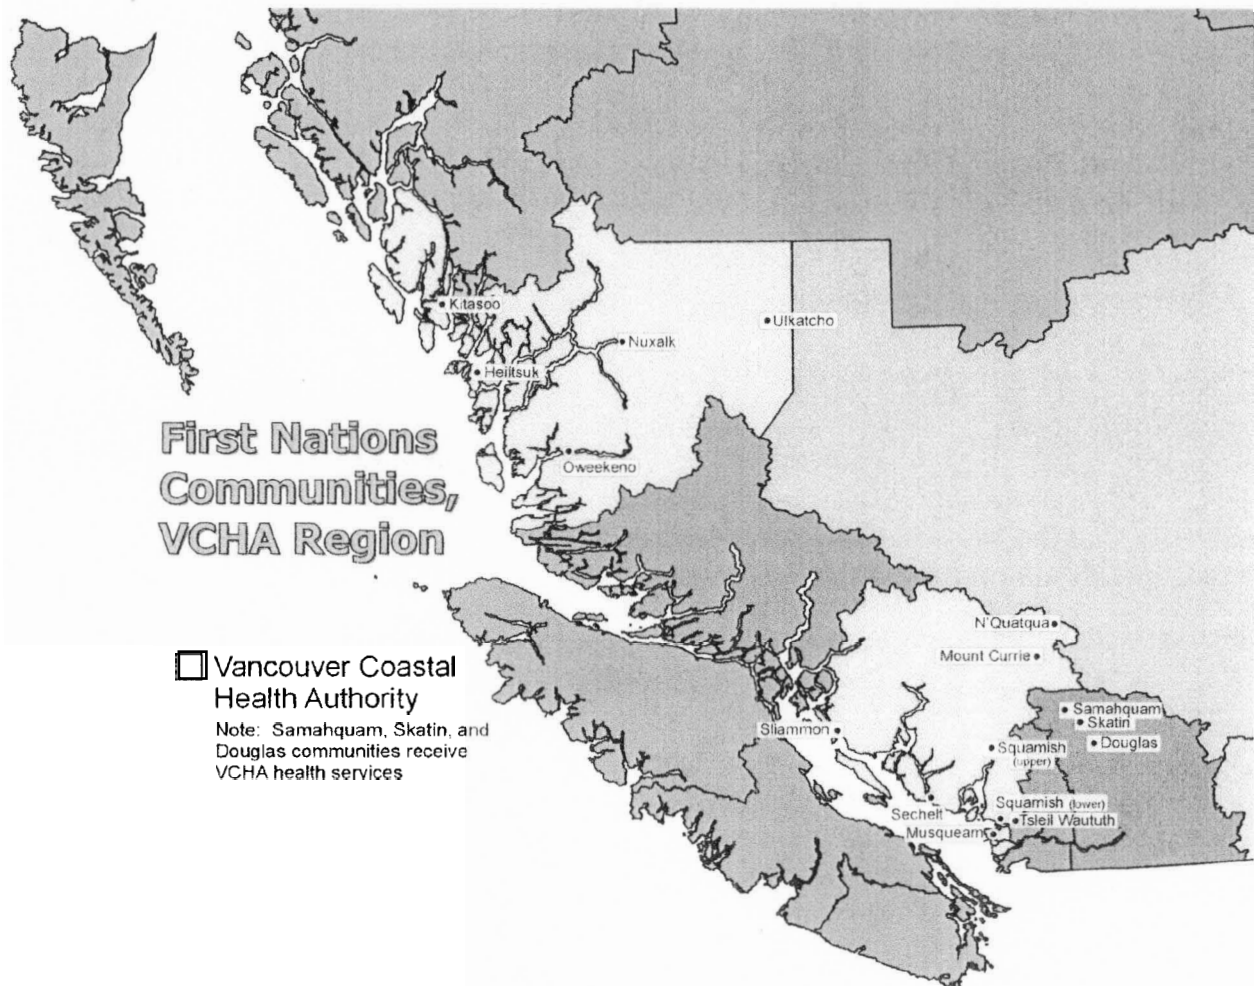 Kitasoo
Ulkatcho
Nuxalk
Heiltsuk
First Nations
Communities,
VCHA Region
Oweekeno
N'Quatqua
Mount Currie
Vancouver Coastal
Health Authority
Note: Samahquam, Skatin, and
Douglas communities receive
VCHA health services
Samahquam
Skatin
Douglas
Sliammon
Squamish
(upper)
Squamish (lower)
Sechelt
Tsleil Waututh
Musqueam